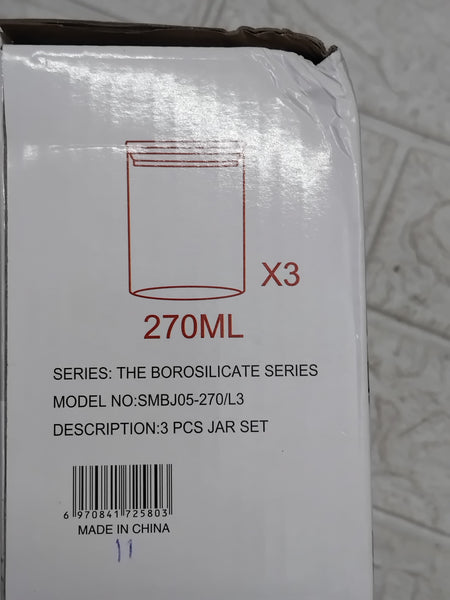 X3
270ML
SERIES: THE BOROSILICATE SERIES
MODEL NO:SMBJ05-270/L3
DESCRIPTION:3 PCS JAR SET
6 970841 725803
MADE IN CHINA
11